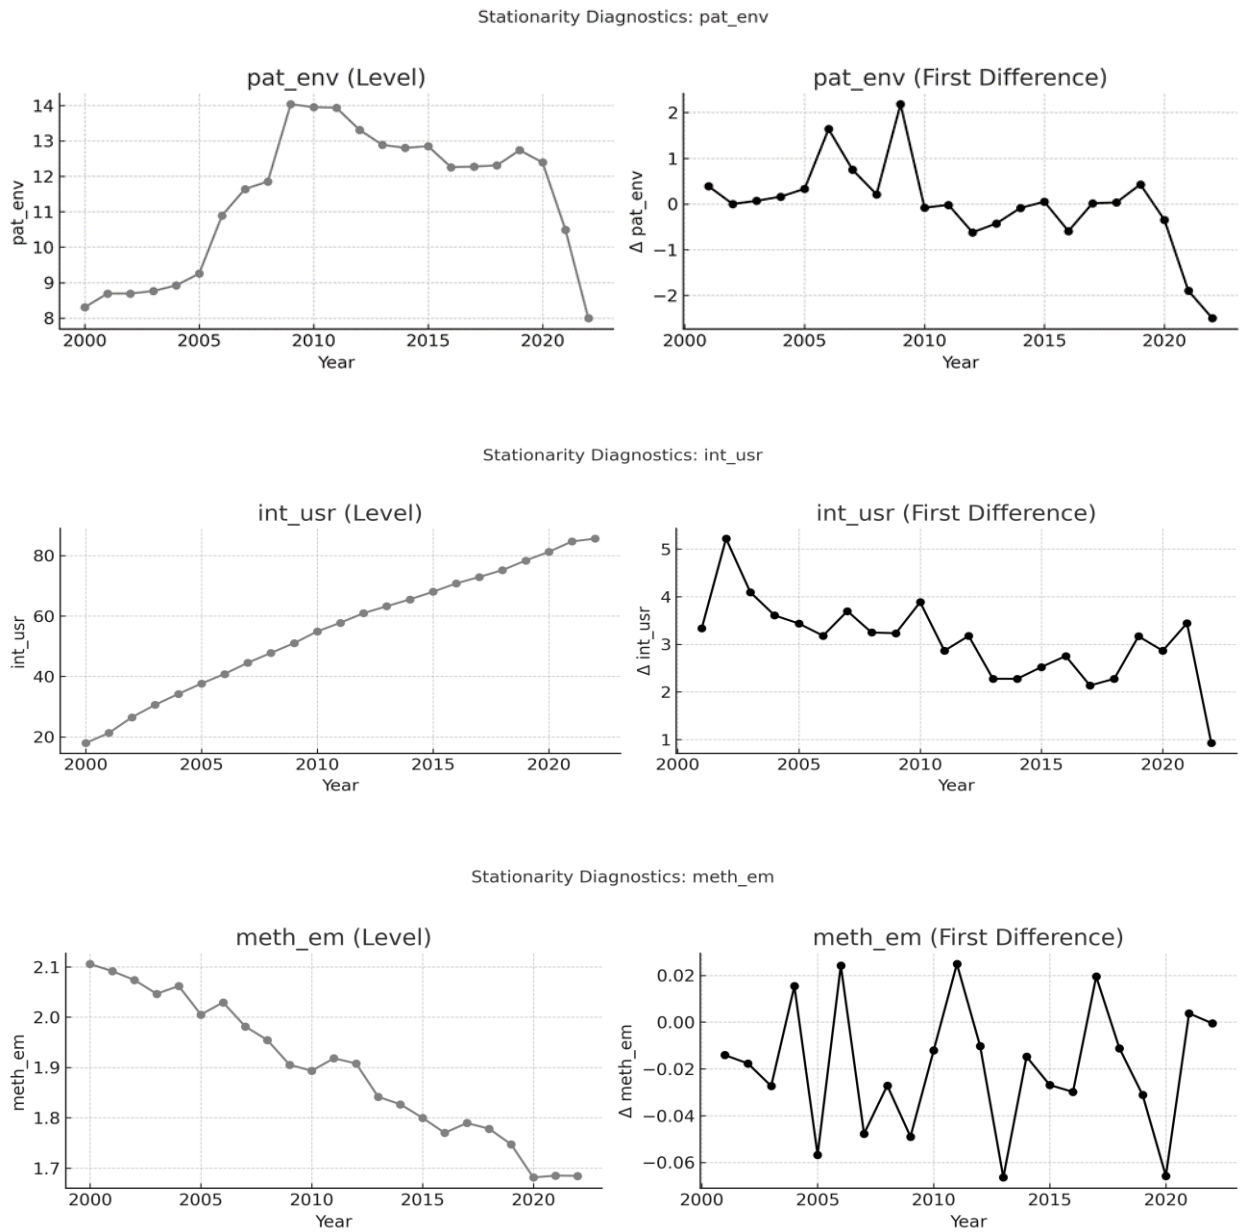 Stationarity Diagnostics: pat_env
pat_env (Level)
pat_env (First Difference)
pat_env
14
13
12
11
10
9
8
2000 2005 2010 2015 2020
Year
Δ pat_env
2
1
0
−1
−2
2000 2005 2010 2015 2020
Year
Stationarity Diagnostics: int_usr
int_usr (Level)
int_usr (First Difference)
int_usr
80
60
40
20
2000 2005 2010 2015 2020
Year
Δ int_usr
5
4
3
2
1
2000 2005 2010 2015 2020
Year
Stationarity Diagnostics: meth_em
meth_em (Level)
meth_em (First Difference)
meth_em
2.1
2.0
1.9
1.8
1.7
2000 2005 2010 2015 2020
Year
Δ meth_em
0.02
0.00
−0.02
−0.04
−0.06
2000 2005 2010 2015 2020
Year